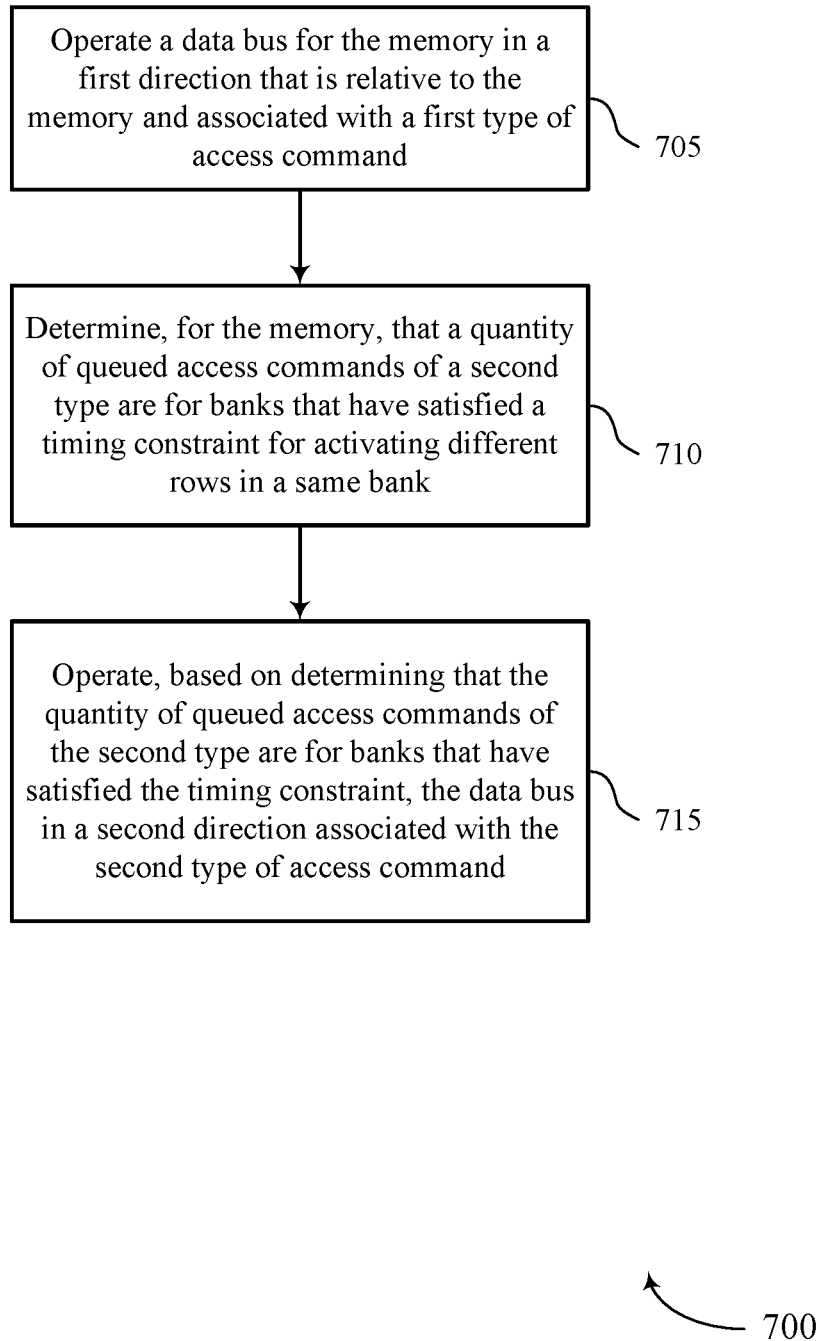 Operate a data bus for the memory in a
first direction that is relative to the
memory and associated with a first type of
access command
705
Determine, for the memory, that a quantity
of queued access commands of a second
type are for banks that have satisfied a
timing constraint for activating different
rows in a same bank
710
Operate, based on determining that the
quantity of queued access commands of
the second type are for banks that have
satisfied the timing constraint, the data bus
in a second direction associated with the
second type of access command
715
700